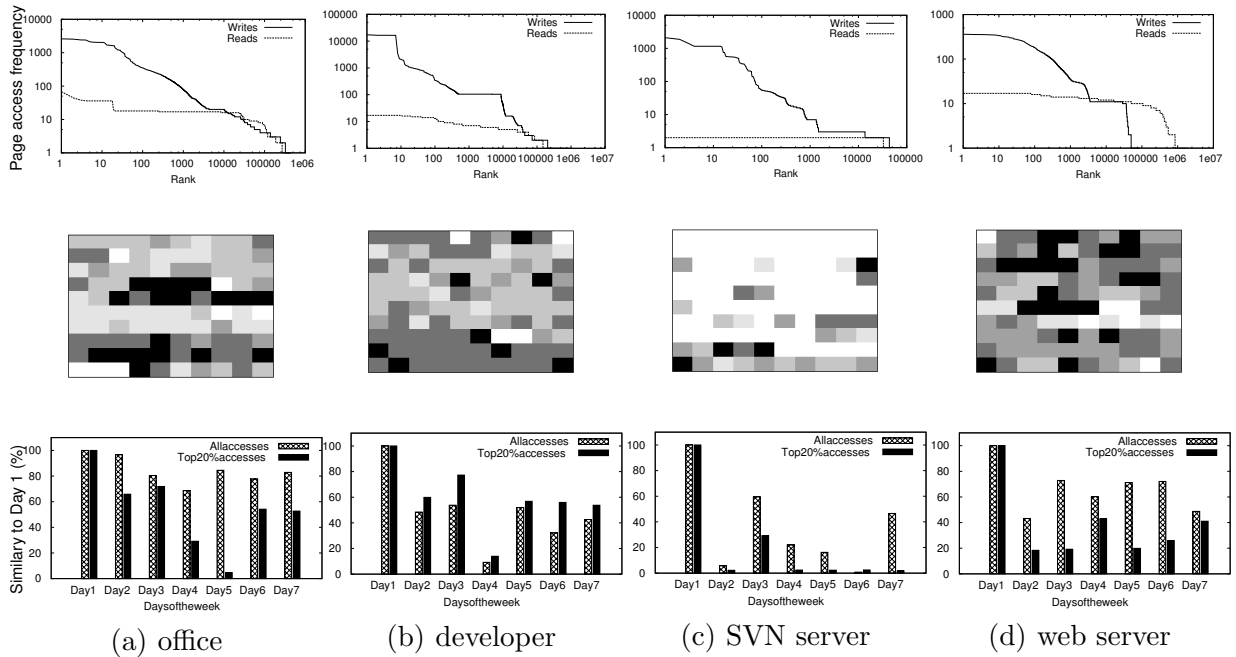 Page access frequency
10000
1000
100
10
1
1 10 100 1000 10000 100000 1e06
Rank
Writes
Reads
100000
10000
1000
100
10
1
1 10 100 1000 10000 100000 1e06 1e07
Rank
Writes
Reads
10000
1000
100
10
1
1 10 100 1000 10000 100000
Rank
Writes
Reads
1000
100
10
1
1 10 100 1000 10000 100000 1e06 1e07
Rank
Writes
Reads
Similary to Day 1 (%)
100
80
60
40
20
0
Allaccesses
Top20%accesses
Day1 Day2 Day3 Day4 Day5 Day6 Day7
Daysoftheweek
100
80
60
40
20
0
Allaccesses
Top20%accesses
Day1 Day2 Day3 Day4 Day5 Day6 Day7
Daysoftheweek
100
80
60
40
20
0
Allaccesses
Top20%accesses
Day1 Day2 Day3 Day4 Day5 Day6 Day7
Daysoftheweek
100
80
60
40
20
0
Allaccesses
Top20%accesses
Day1 Day2 Day3 Day4 Day5 Day6 Day7
Daysoftheweek
(a) office
(b) developer
(c) SVN server
(d) web server